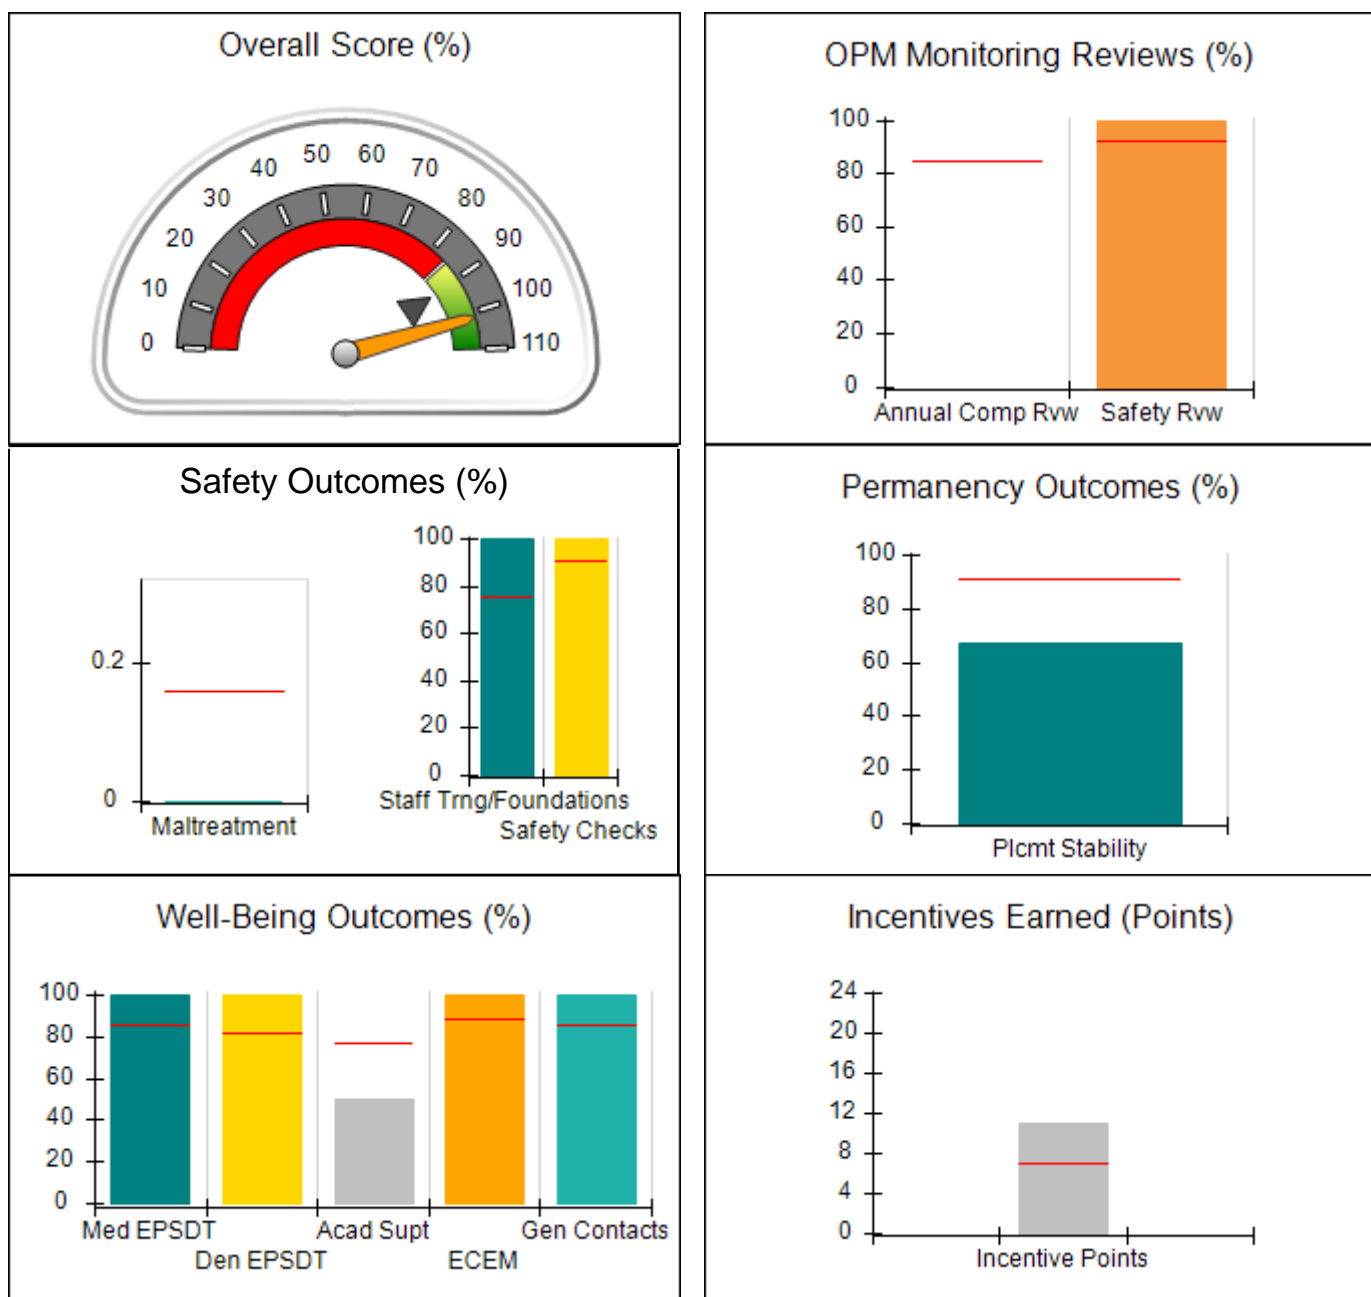 Overall Score (%)
0 10 20 30 40 50 60 70 80 90 100 110
OPM Monitoring Reviews (%)
100
80
60
40
20
0
Annual Comp Rvw Safety Rvw
Safety Outcomes (%)
0.2
0
Maltreatment
100
80
60
40
20
0
Staff Trng/Foundations
Safety Checks
Permanency Outcomes (%)
100
80
60
40
20
0
Plcmt Stability
Well-Being Outcomes (%)
100
80
60
40
20
0
Med EPSDT Acad Supt Gen Contacts
Den EPSDT ECEM
Incentives Earned (Points)
24
20
16
12
8
4
0
Incentive Points